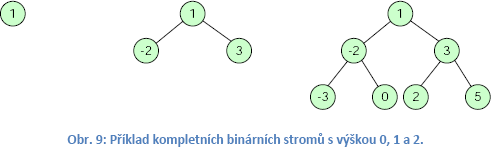 1 1 1
-2 3 -2 3
-3 0 2 5
Obr. 9: Příklad kompletních binárních stromů s výškou 0, 1 a 2.